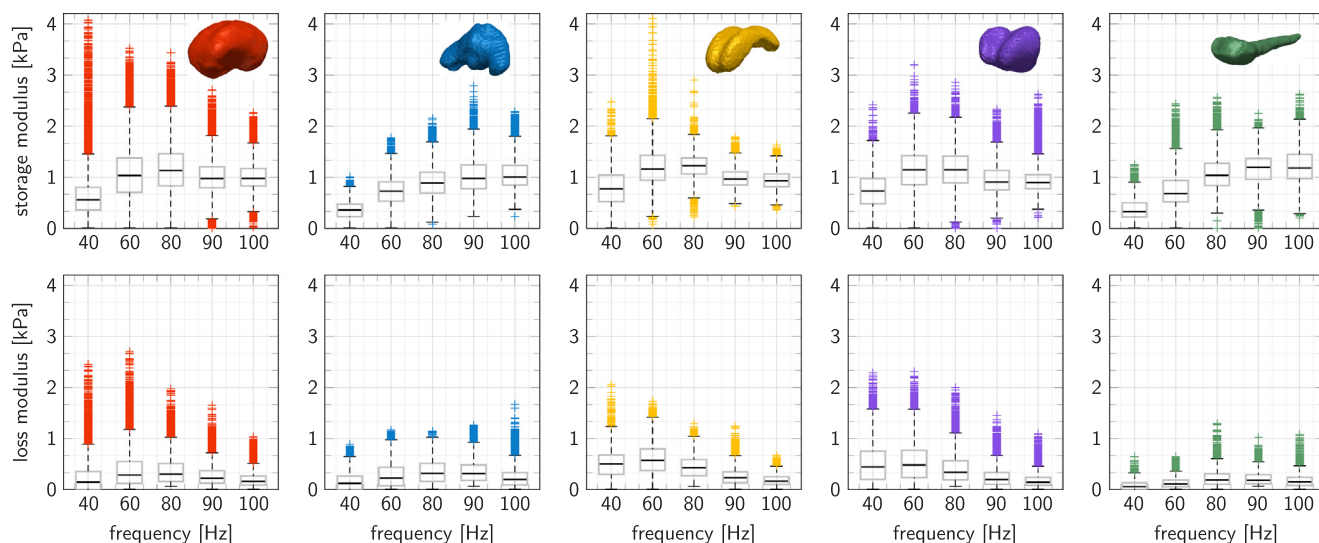 storage modulus [kPa]
4 4 4 4 4
3 3 3 3 3
2 2 2 2 2
1 1 1 1 1
0 0 0 0 0
40 60 80 90 100 40 60 80 90 100 40 60 80 90 100 40 60 80 90 100 40 60 80 90 100
loss modulus [kPa]
4 4 4 4 4
3 3 3 3 3
2 2 2 2 2
1 1 1 1 1
0 0 0 0 0
40 60 80 90 100 40 60 80 90 100 40 60 80 90 100 40 60 80 90 100 40 60 80 90 100
frequency [Hz] frequency [Hz] frequency [Hz] frequency [Hz] frequency [Hz]